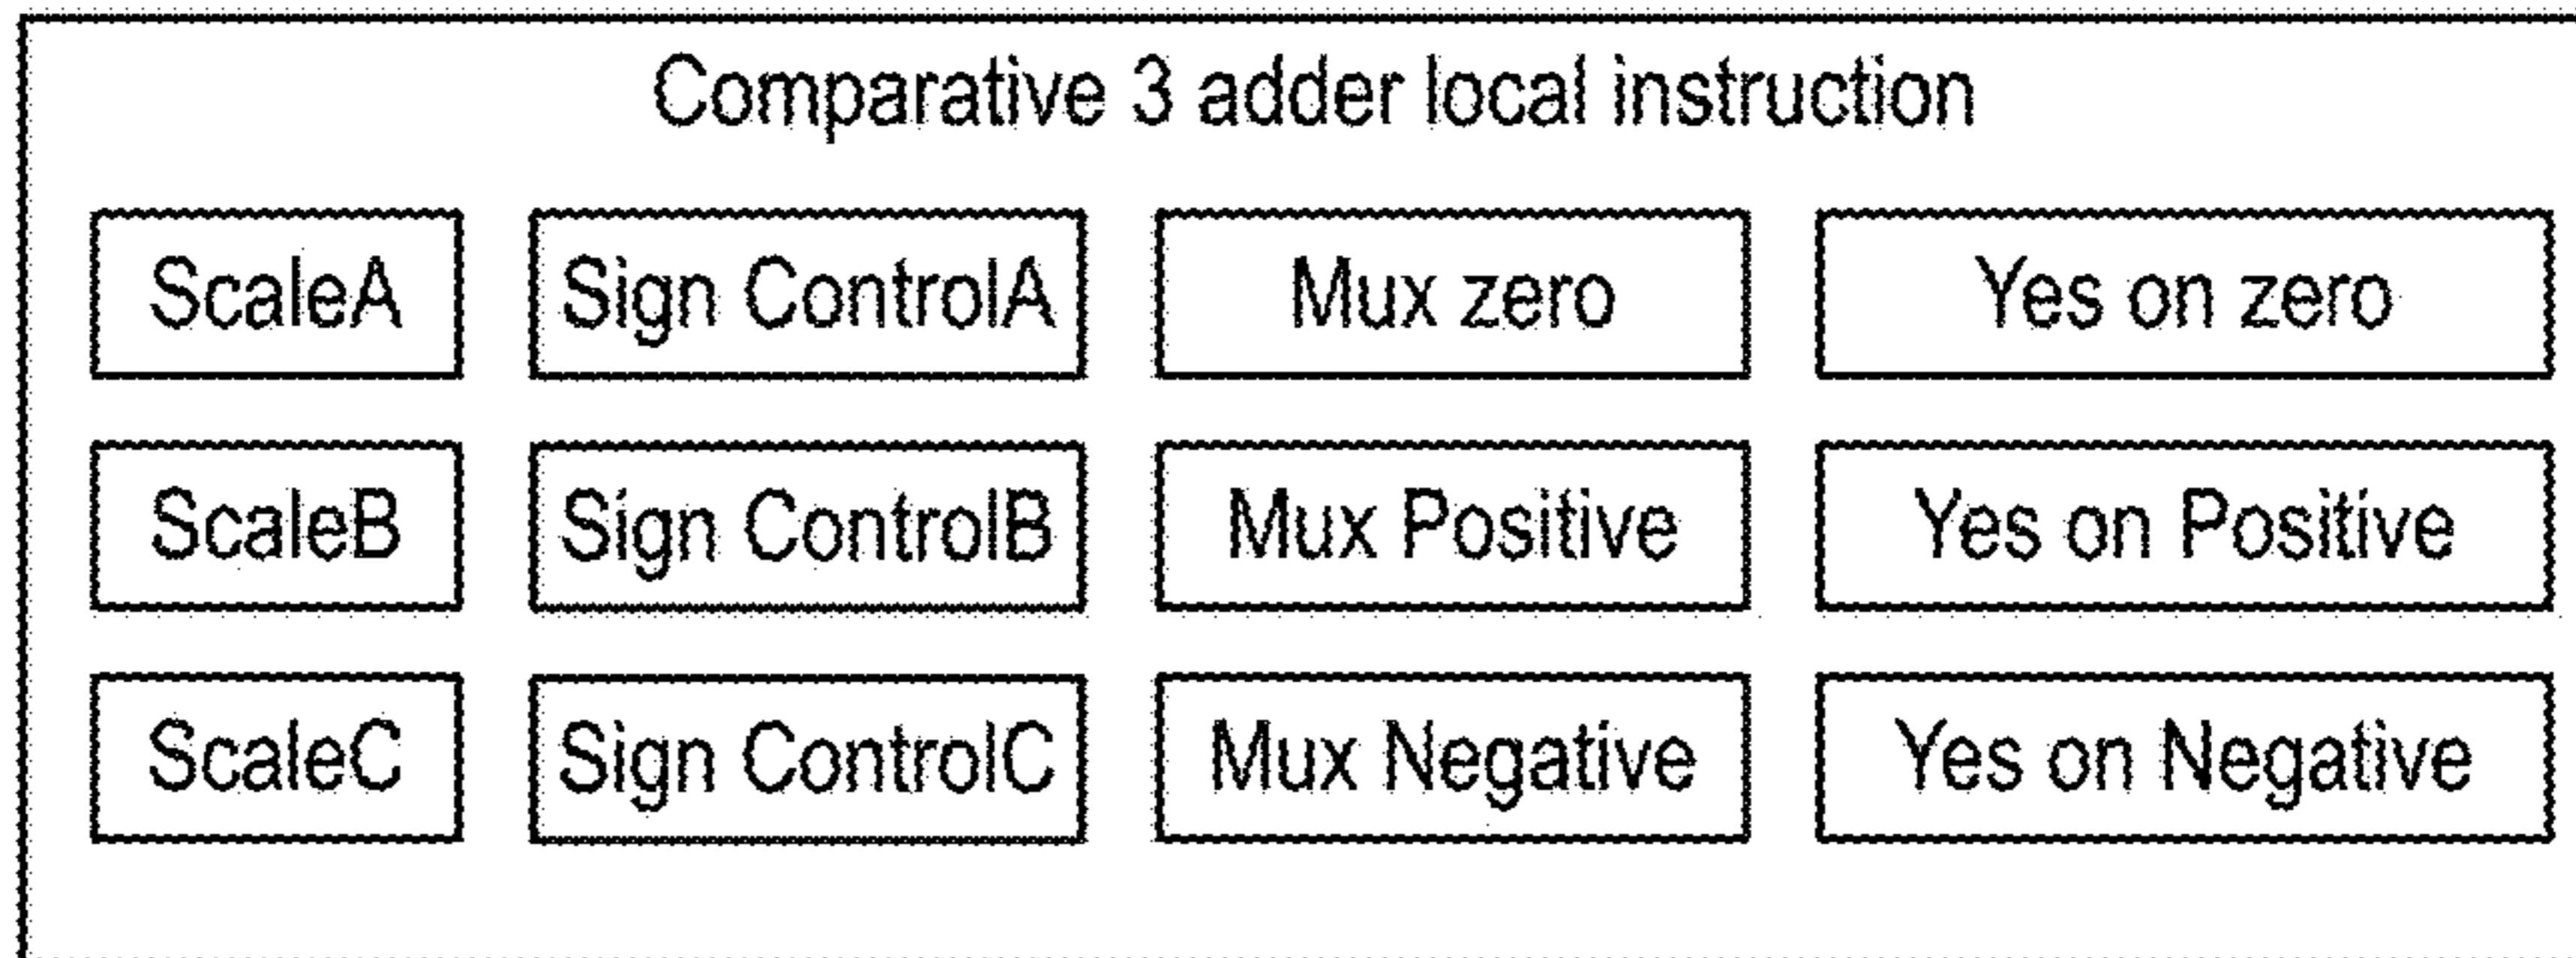 Comparative 3 adder local instruction
ScaleA Sign ControlA Mux zero Yes on zero
ScaleB Sign ControlB Mux Positive Yes on Positive
ScaleC Sign ControlC Mux Negative Yes on Negative